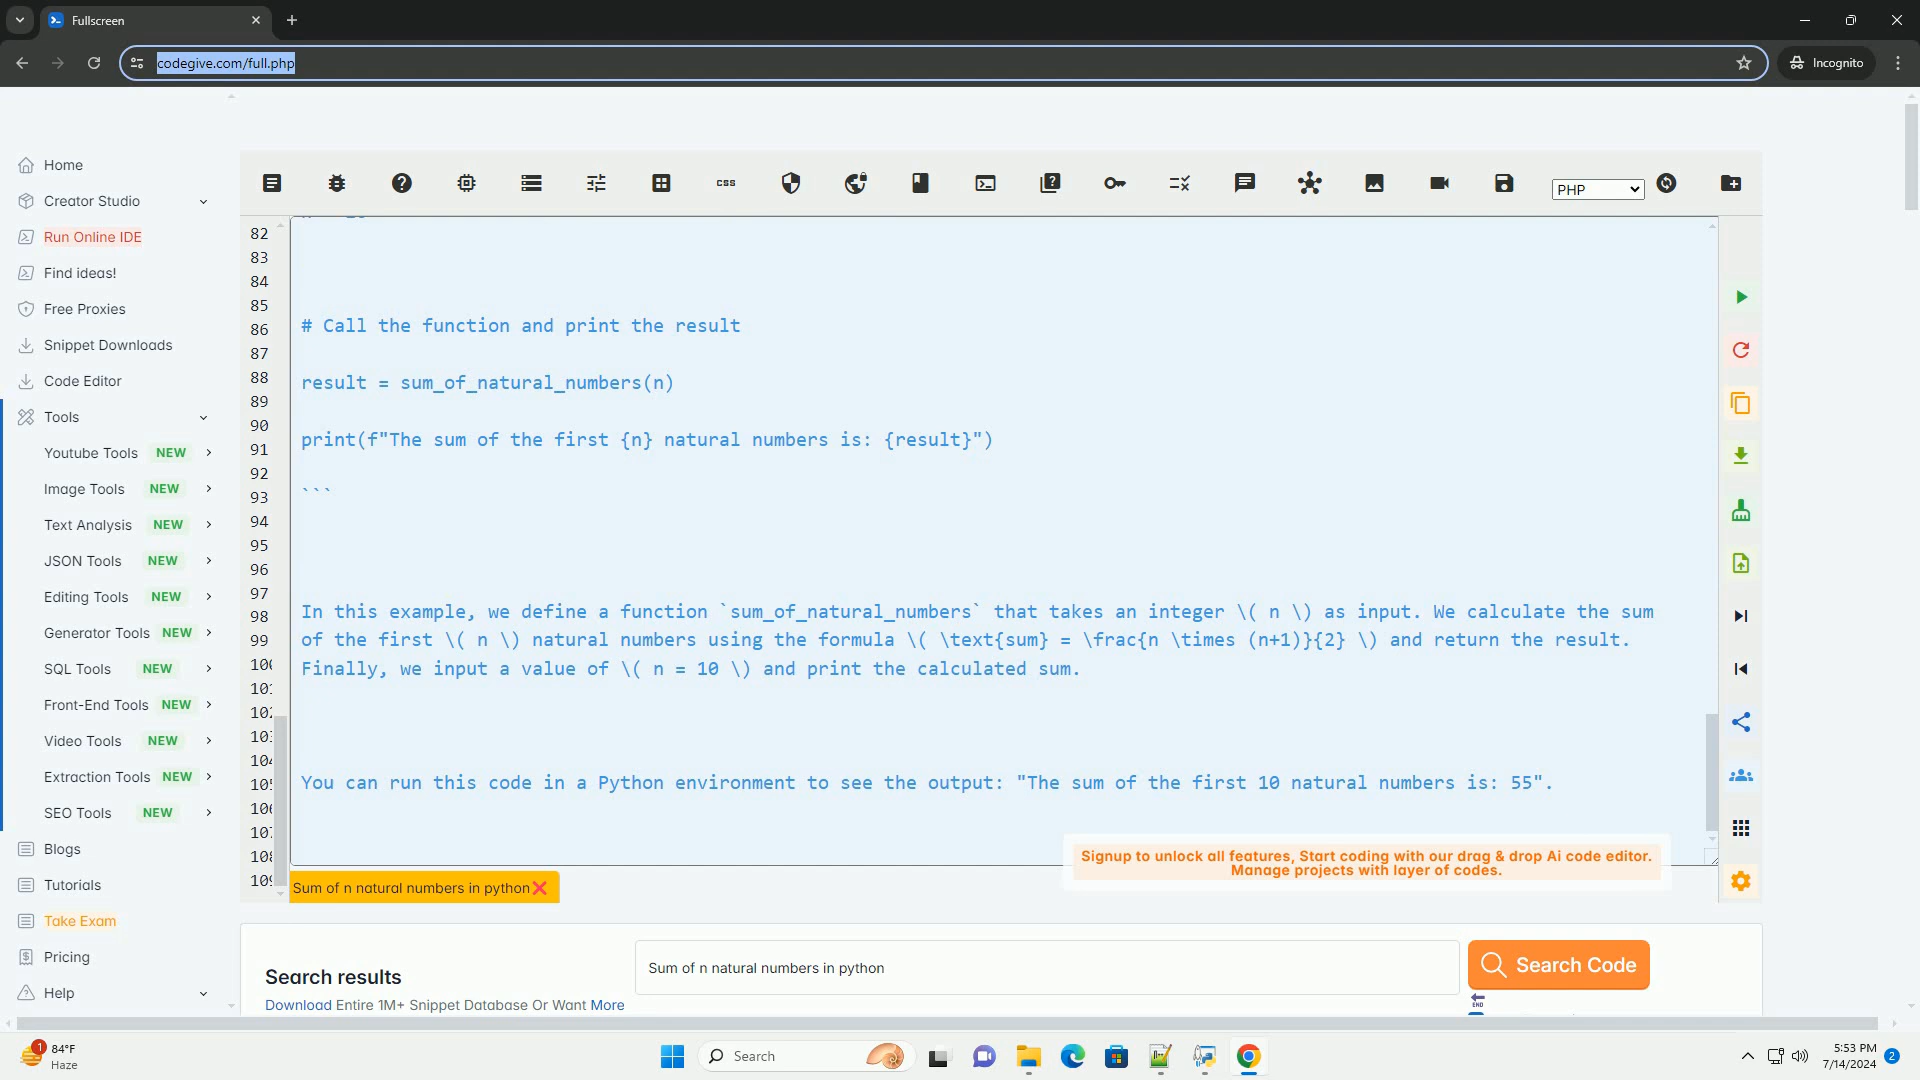 Fullscreen
codegive.com/full.php
Incognito
Home
Creator Studio
Run Online IDE
Find ideas!
Free Proxies
Snippet Downloads
Code Editor
Tools
Youtube Tools NEW
Image Tools NEW
Text Analysis NEW
JSON Tools NEW
Editing Tools NEW
Generator Tools NEW
SQL Tools NEW
Front-End Tools NEW
Video Tools NEW
Extraction Tools NEW
SEO Tools NEW
Blogs
Tutorials
Take Exam
Pricing
Help
css
PHP
82
83
84
85
86
87
88
89
90
91
92
93
94
95
96
97
98
99
# Call the function and print the result
result = sum_of_natural_numbers(n)
print(f"The sum of the first {n} natural numbers is: {result}")
```
In this example, we define a function `sum_of_natural_numbers` that takes an integer \( n \) as input. We calculate the sum
of the first \( n \) natural numbers using the formula \( \text{sum} = \frac{n \times (n+1)}{2} \) and return the result.
Finally, we input a value of \( n = 10 \) and print the calculated sum.
You can run this code in a Python environment to see the output: "The sum of the first 10 natural numbers is: 55".
Signup to unlock all features, Start coding with our drag & drop Ai code editor.
Manage projects with layer of codes.
Sum of n natural numbers in python
Search results
Download Entire 1M+ Snippet Database Or Want More
Sum of n natural numbers in python
Search Code
END
1
84°F
Haze
Search
5:53 PM
7/14/2024
2